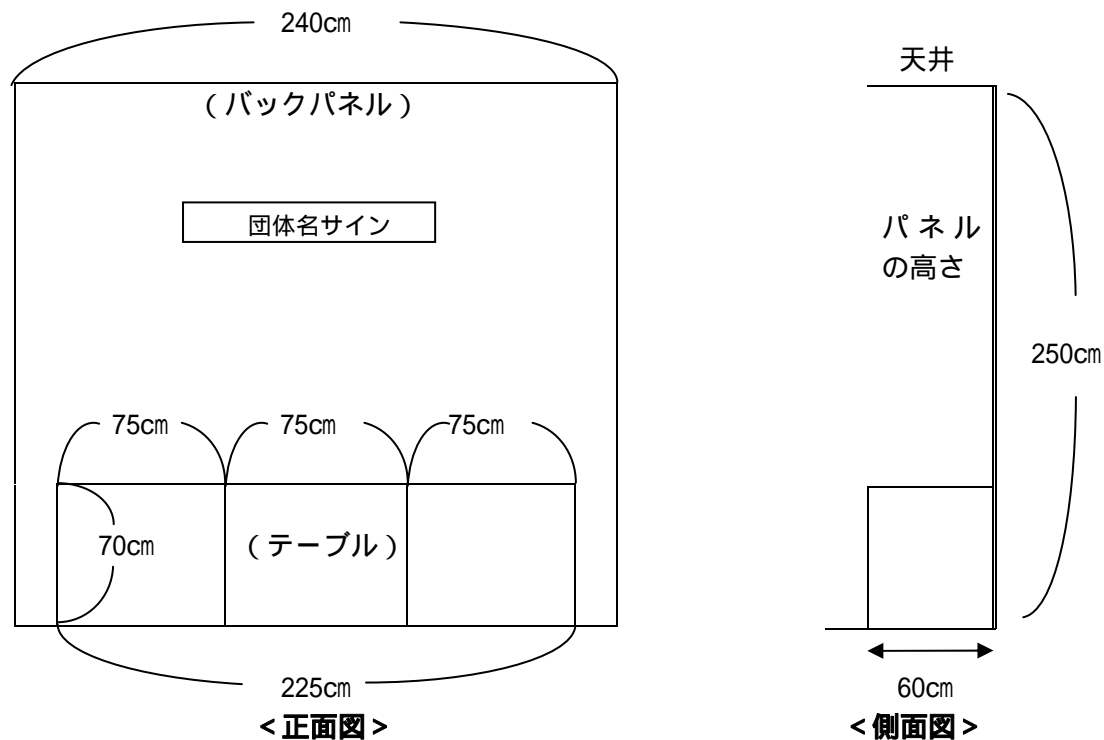 240㎝
（バックパネル）
団体名サイン
75㎝
75㎝
75㎝
70㎝
（テーブル）
225㎝
＜正面図＞
天井
パネル
の高さ
250㎝
60㎝
＜側面図＞